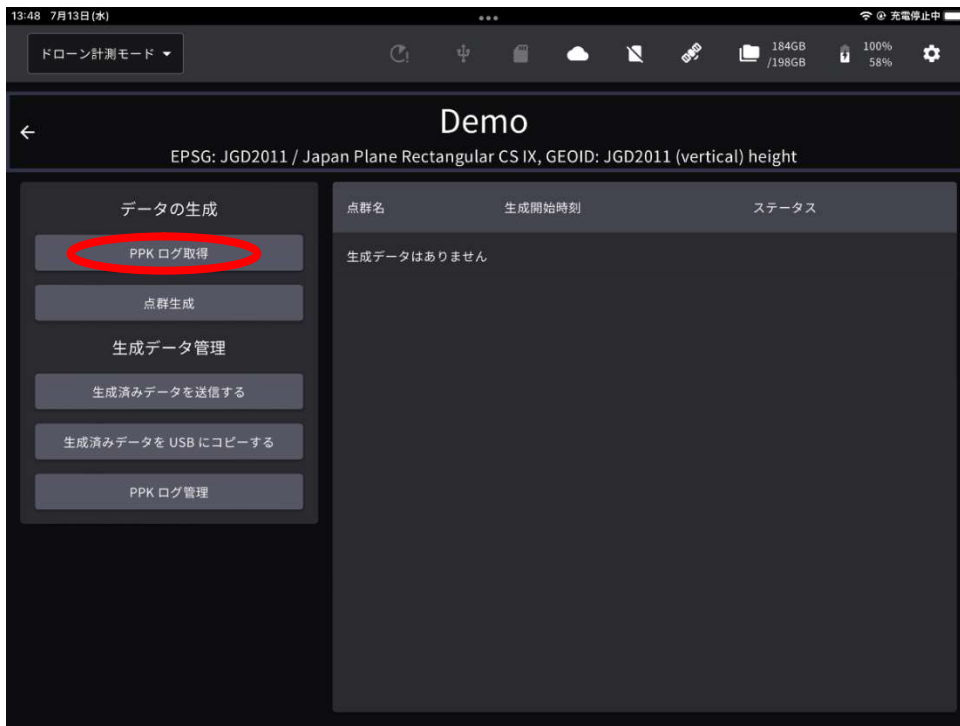 13:48 7月13日(水)
充電停止中
ドローン計測モード
184GB
/198GB
100%
58%
Demo
EPSG: JGD2011 / Japan Plane Rectangular CS IX, GEOID: JGD2011 (vertical) height
データの生成
PPK ログ取得
点群生成
生成データ管理
生成済みデータを送信する
生成済みデータを USB にコピーする
PPK ログ管理
点群名 生成開始時刻 ステータス
生成データはありません